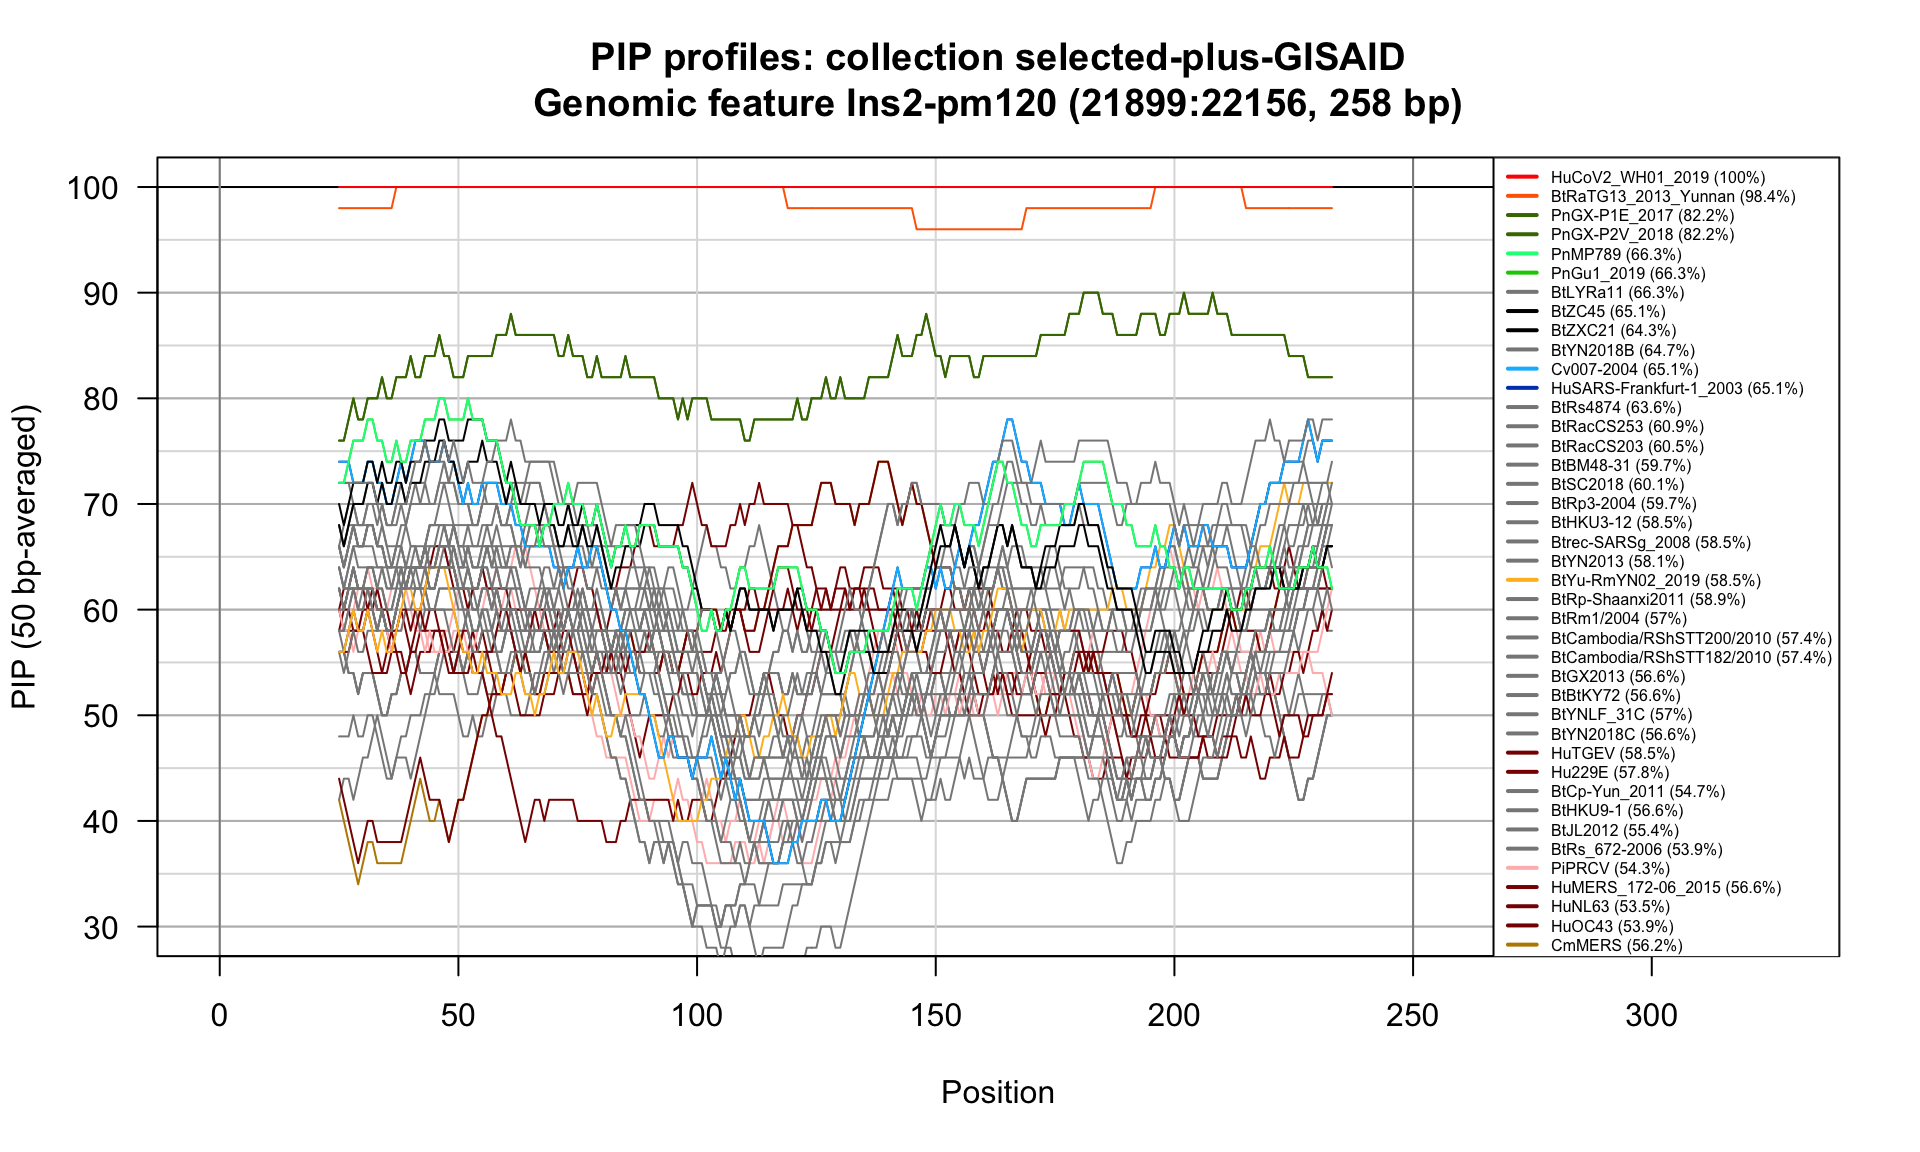 PIP profiles: collection selected-plus-GISAID
Genomic feature Ins2-pm120 (21899:22156, 258 bp)
PIP (50 bp-averaged)
100
90
80
70
60
50
40
30
0
50
100
150
200
250
300
Position
HuCoV2_WH01_2019 (100%)
BtRaTG13_2013_Yunnan (98.4%)
PnGX-P1E_2017 (82.2%)
PnGX-P2V_2018 (82.2%)
PnMP789 (66.3%)
PnGu1_2019 (66.3%)
BtLYRa11 (66.3%)
BtZC45 (65.1%)
BtZXC21 (64.3%)
BtYN2018B (64.7%)
Cv007-2004 (65.1%)
HuSARS-Frankfurt-1_2003 (65.1%)
BtRs4874 (63.6%)
BtRacCS253 (60.9%)
BtRacCS203 (60.5%)
BtBM48-31 (59.7%)
BtSC2018 (60.1%)
BtRp3-2004 (59.7%)
BtHKU3-12 (58.5%)
Btrec-SARSg_2008 (58.5%)
BtYN2013 (58.1%)
BtYu-RmYN02_2019 (58.5%)
BtRp-Shaanxi2011 (58.9%)
BtRm1/2004 (57%)
BtCambodia/RShSTT200/2010 (57.4%)
BtCambodia/RShSTT182/2010 (57.4%)
BtGX2013 (56.6%)
BtBtKY72 (56.6%)
BtYNLF_31C (57%)
BtYN2018C (56.6%)
HuTGEV (58.5%)
Hu229E (57.8%)
BtCp-Yun_2011 (54.7%)
BtHKU9-1 (56.6%)
BtJL2012 (55.4%)
BtRs_672-2006 (53.9%)
PiPRCV (54.3%)
HuMERS_172-06_2015 (56.6%)
HuNL63 (53.5%)
HuOC43 (53.9%)
CmMERS (56.2%)